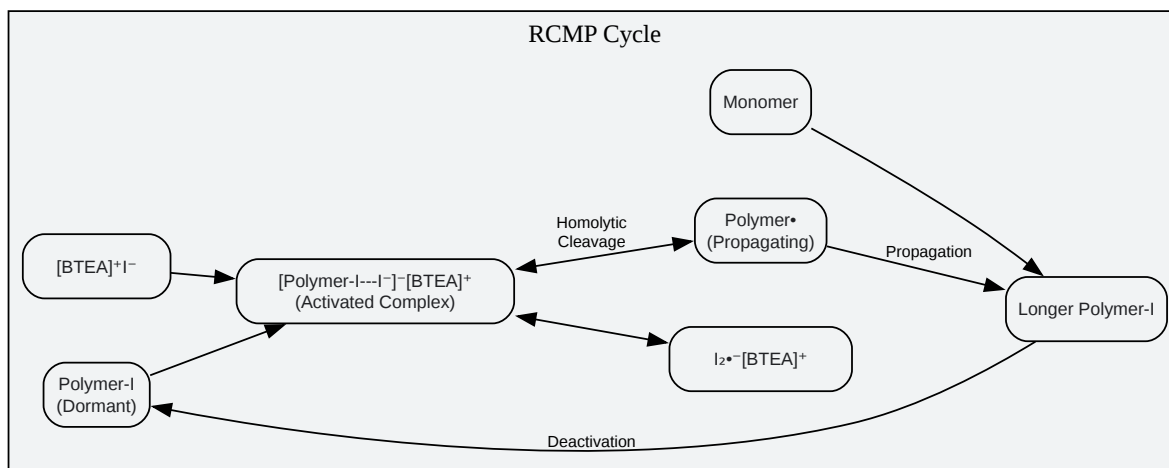 RCMP Cycle
Monomer
Homolytic
Cleavage
Polymer•
(Propagating)
Propagation
[BTEA]⁺I⁻
[Polymer-I---I⁻]⁻[BTEA]⁺
(Activated Complex)
Longer Polymer-I
I₂•⁻[BTEA]⁺
Polymer-I
(Dormant)
Deactivation